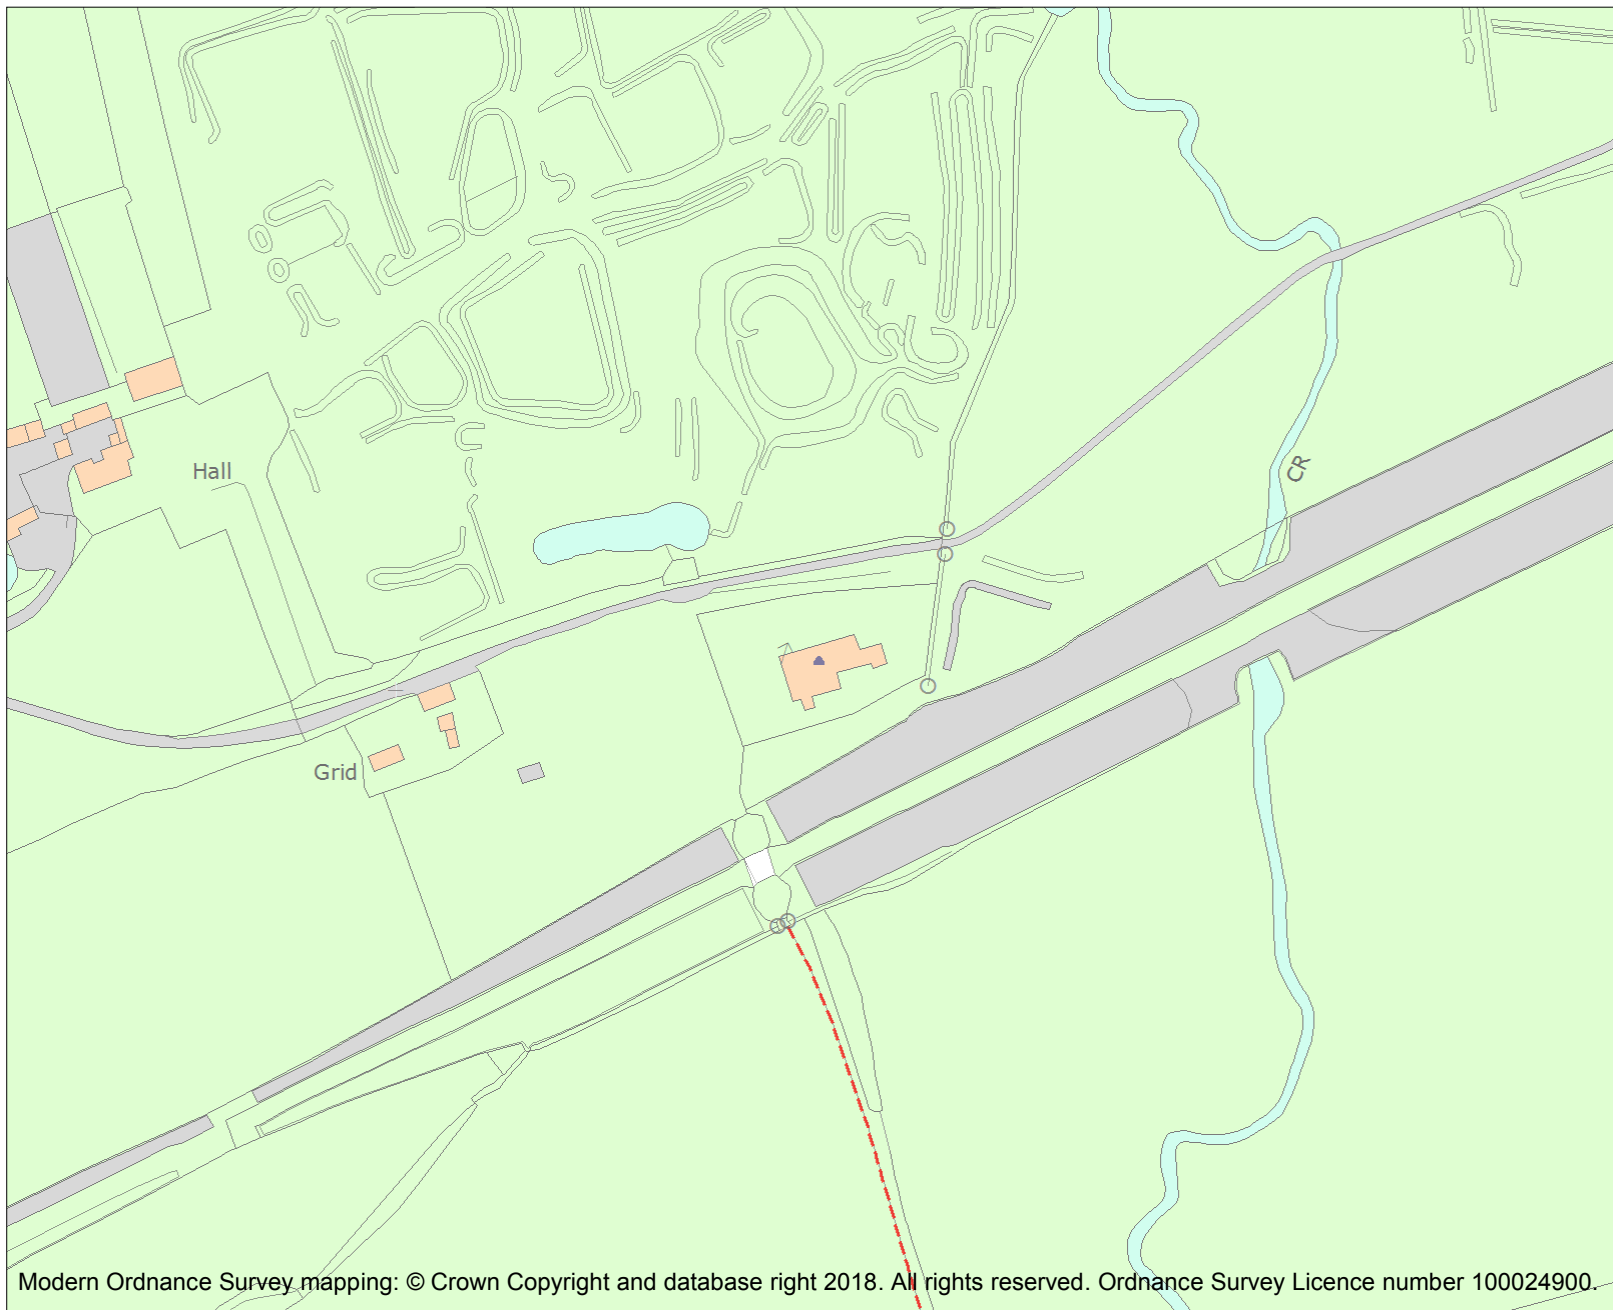 Hall
CR
Grid
Modern Ordnance Survey mapping: © Crown Copyright and database right 2018. All rights reserved. Ordnance Survey Licence number 100024900.